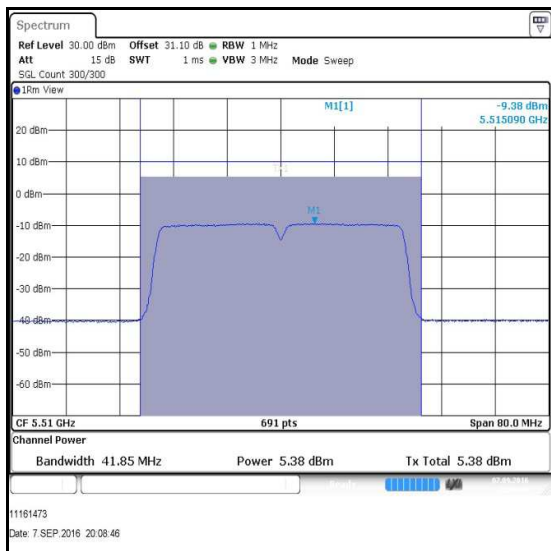 Spectrum
Ref Level 30.00 dBm Offset 31.10 dB RBW 1 MHz
Att 15 dB SWT 1 ms VBW 3 MHz Mode Sweep
SGL Count 300/300
1Rm View
M1[1] -9.38 dBm
5.515090 GHz
20 dBm
10 dBm
0 dBm
M1
-10 dBm
-20 dBm
-30 dBm
-40 dBm
-50 dBm
-60 dBm
CF 5.51 GHz 691 pts Span 80.0 MHz
Channel Power
Bandwidth 41.85 MHz Power 5.38 dBm Tx Total 5.38 dBm
11161473
Date: 7.SEP.2016 20:08:46